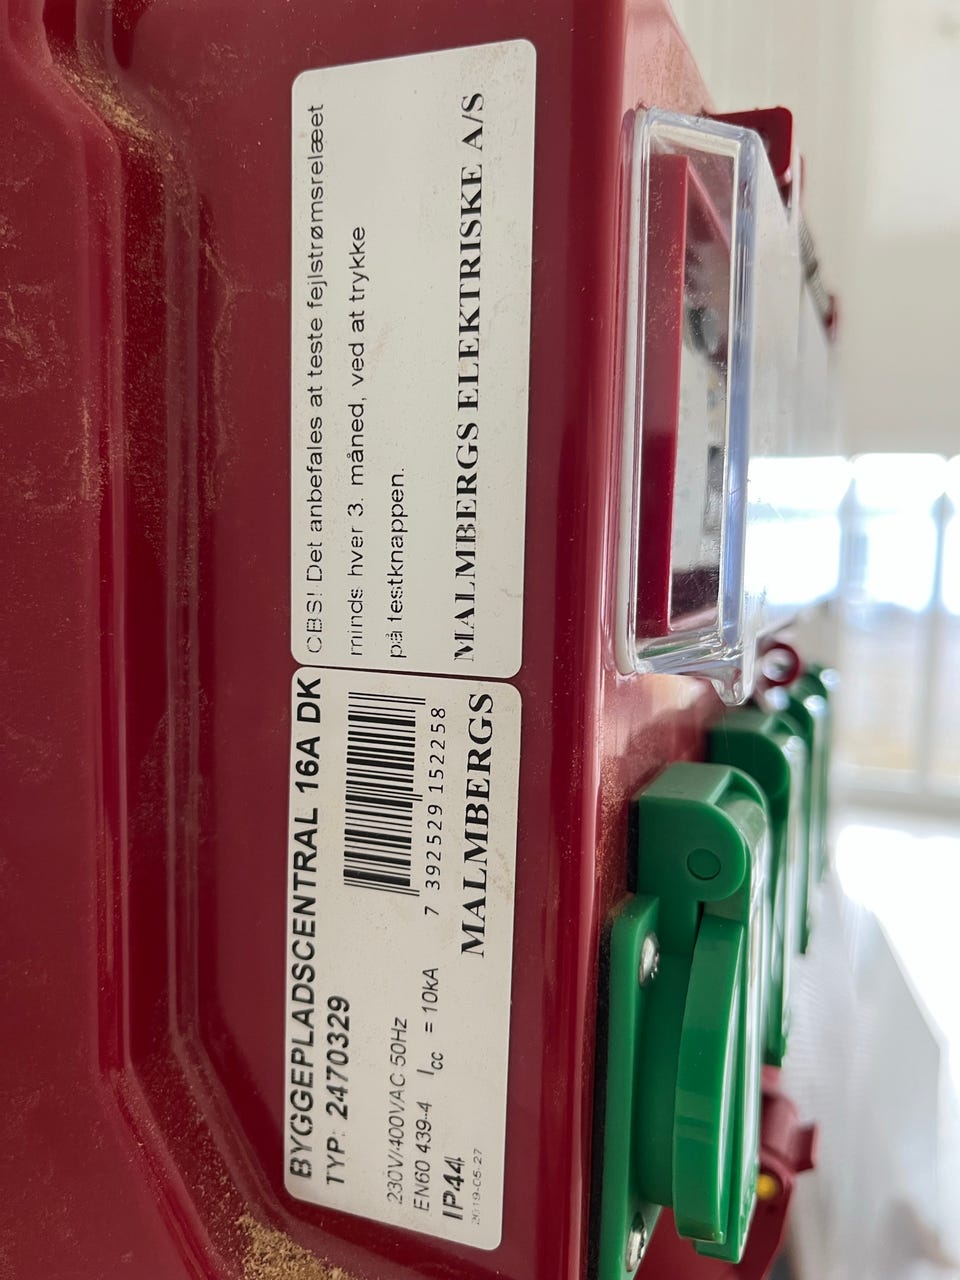 BYGGEPLADSCENTRAL 16A DK
TYP: 2470329
230V/400VAC 50Hz
EN60 439-4 Icc = 10kA
IP44
2019-05-27
7 392529 152258
MALMBERGS
OBS! Det anbefales at teste fejlstrømsrelæet
minds hver 3. måned, ved at trykke
på testknappen.
MALMBERGS ELEKTRISKE A/S